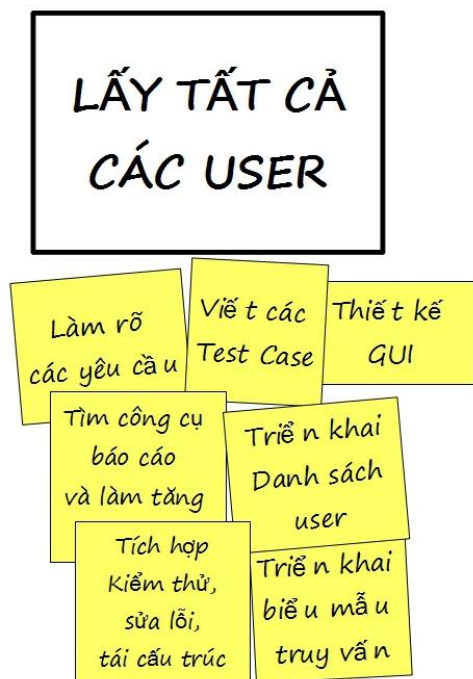 LẤY TẤT CẢ
CÁC USER
Làm rõ
các yêu cầu
Viết các
Test Case
Thiết kế
GUI
Tìm công cụ
báo cáo
và làm tăng
Triển khai
Danh sách
user
Tích hợp
Kiểm thử,
sửa lỗi,
tái cấu trúc
Triển khai
biểu mẫu
truy vấn